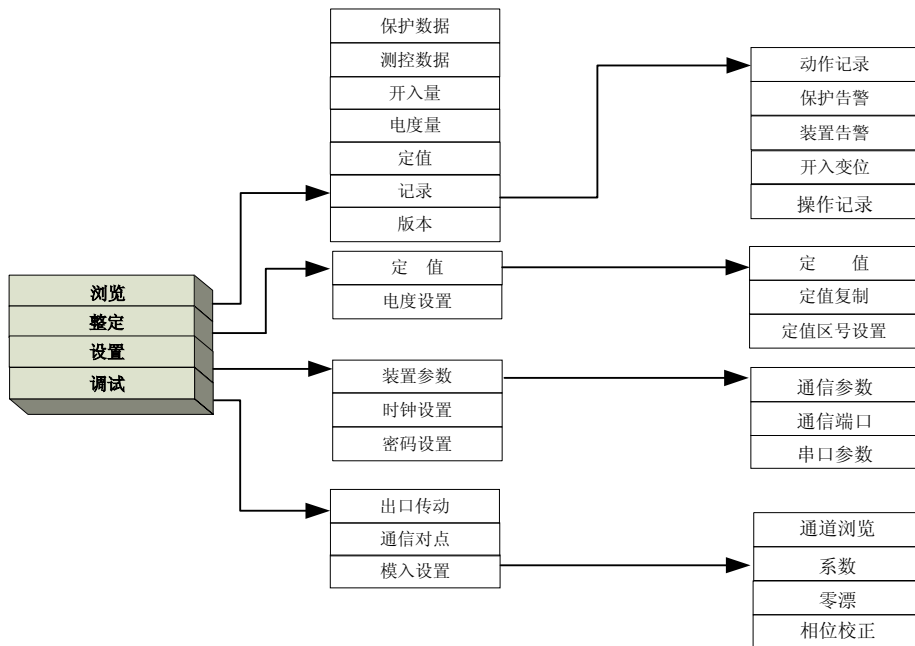 浏览
整定
设置
调试
保护数据
测控数据
开入量
电度量
定值
记录
版本
定 值
电度设置
装置参数
时钟设置
密码设置
出口传动
通信对点
模入设置
动作记录
保护告警
装置告警
开入变位
操作记录
定 值
定值复制
定值区号设置
通信参数
通信端口
串口参数
通道浏览
系数
零漂
相位校正